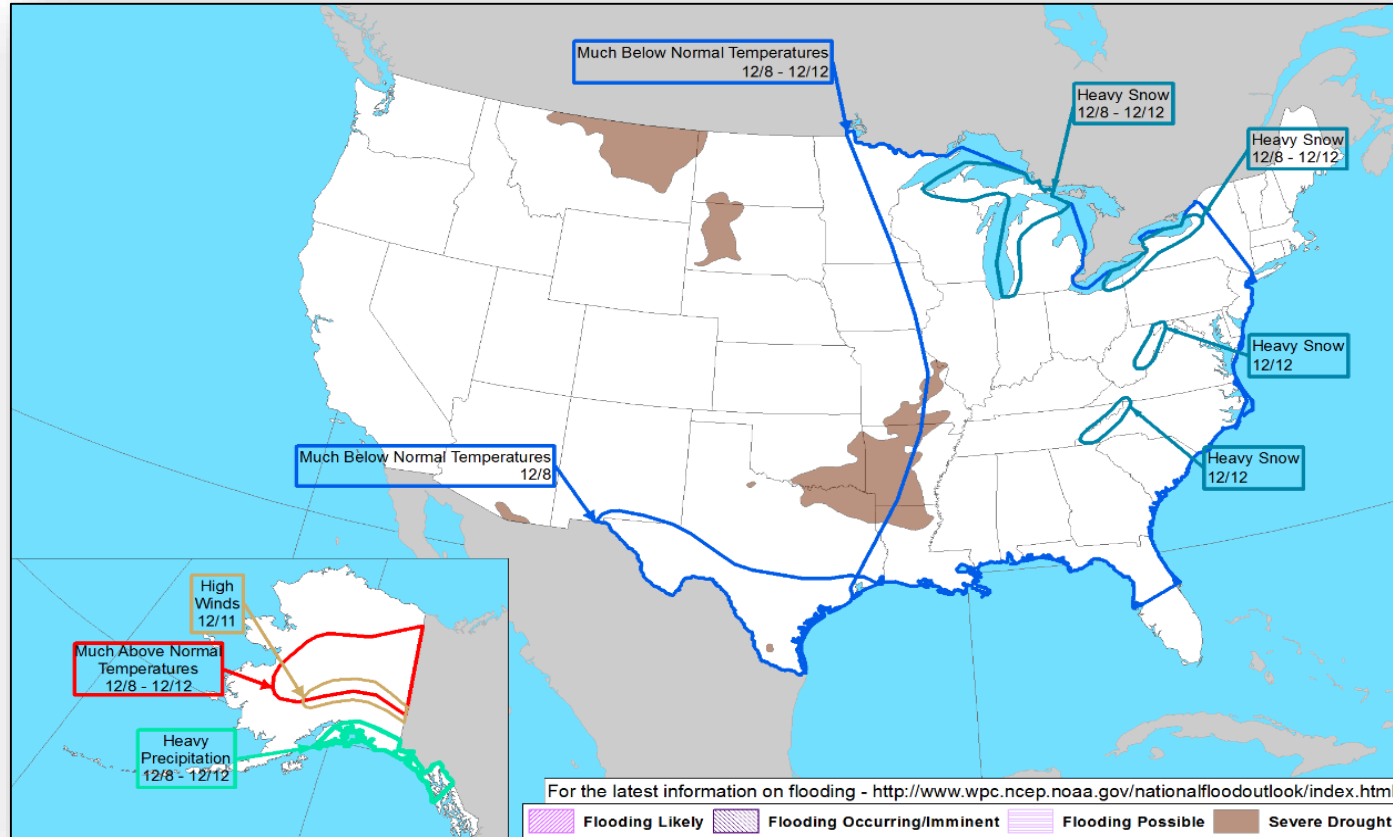 Much Below Normal Temperatures
12/8 - 12/12
Heavy Snow
12/8 - 12/12
Heavy Snow
12/8 - 12/12
Heavy Snow
12/12
Heavy Snow
12/12
Much Below Normal Temperatures
12/8
High
Winds
12/11
Much Above Normal
Temperatures
12/8 - 12/12
Heavy
Precipitation
12/8 - 12/12
For the latest information on flooding - http://www.wpc.ncep.noaa.gov/nationalfloodoutlook/index.html
Flooding Likely Flooding Occurring/Imminent Flooding Possible Severe Drought